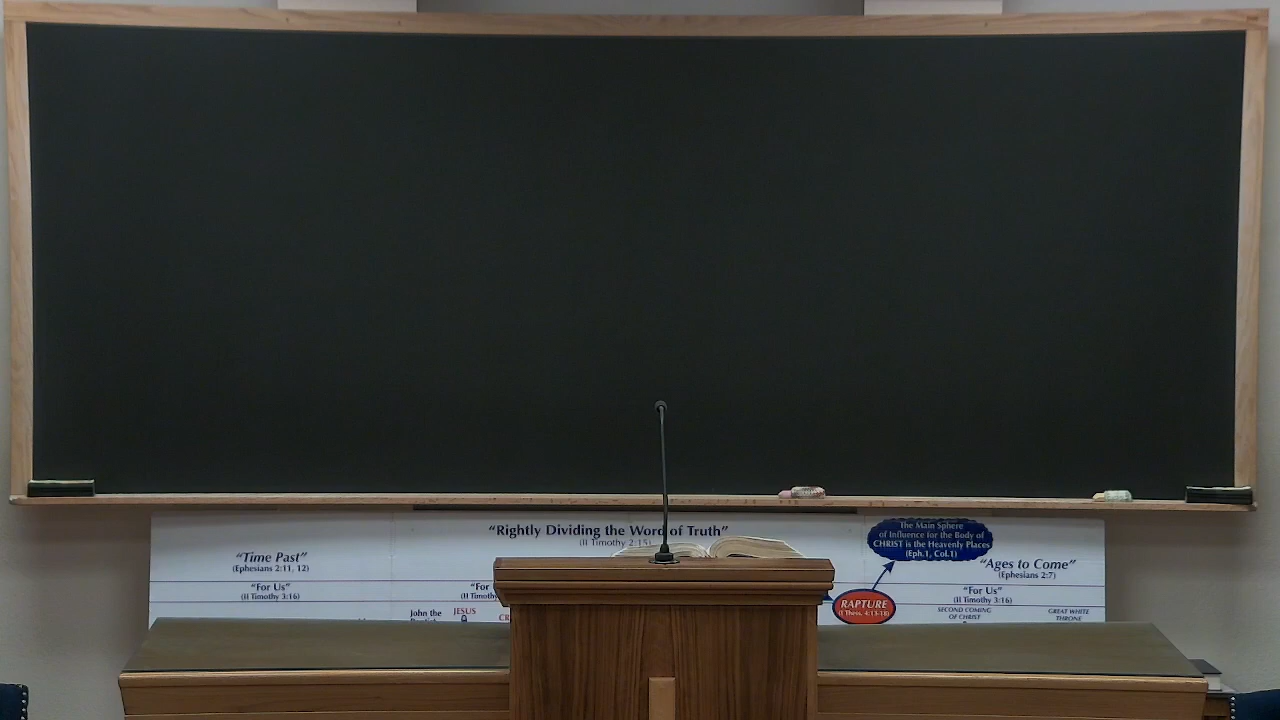 “Rightly Dividing the Word of Truth”
(II Timothy 2:15)
The Main Sphere
of Influence for the Body of
CHRIST is the Heavenly Places
(Eph.1, Col.1)
“Time Past”
(Ephesians 2:11, 12)
“Ages to Come”
(Ephesians 2:7)
“For Us”
(II Timothy 3:16)
“For
(II Timothy
“For Us”
(II Timothy 3:16)
John the
JESUS
RAPTURE
(I Thess. 4:13-18)
SECOND COMING
OF CHRIST
GREAT WHITE
THRONE